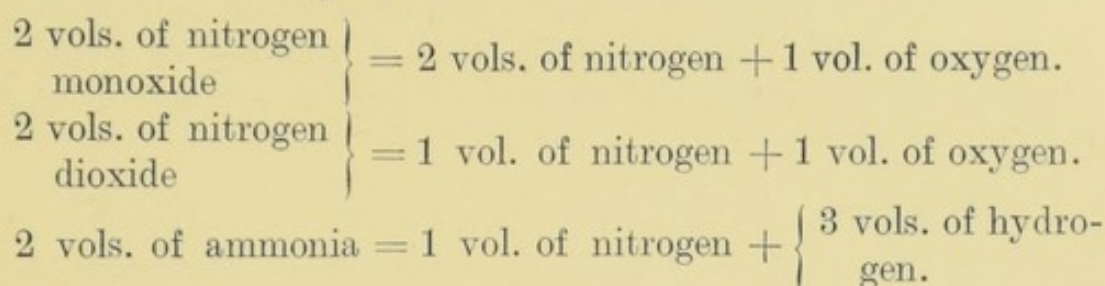 2 vols. of nitrogen monoxide } = 2 vols. of nitrogen + 1 vol. of oxygen.
2 vols. of nitrogen dioxide } = 1 vol. of nitrogen + 1 vol. of oxygen.
2 vols. of ammonia = 1 vol. of nitrogen + { 3 vols. of hydro-
gen.